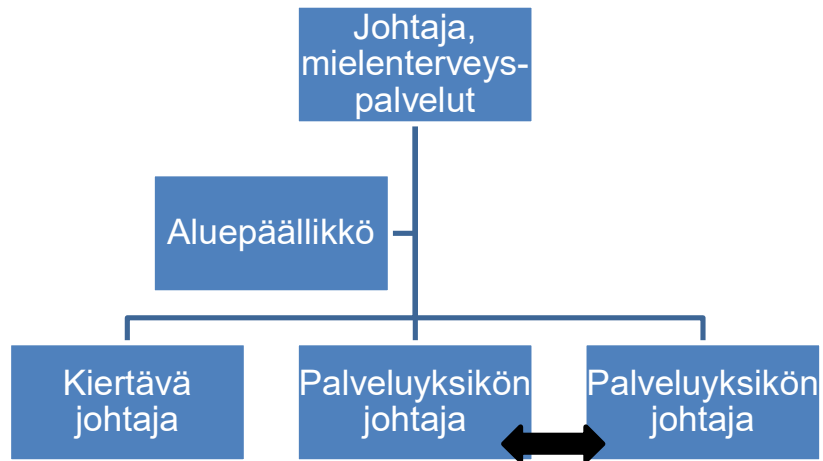 Johtaja,
mielenterveys-
palvelut
Aluepäällikkö
Kiertävä
johtaja
Palveluyksikön
johtaja
Palveluyksikön
johtaja